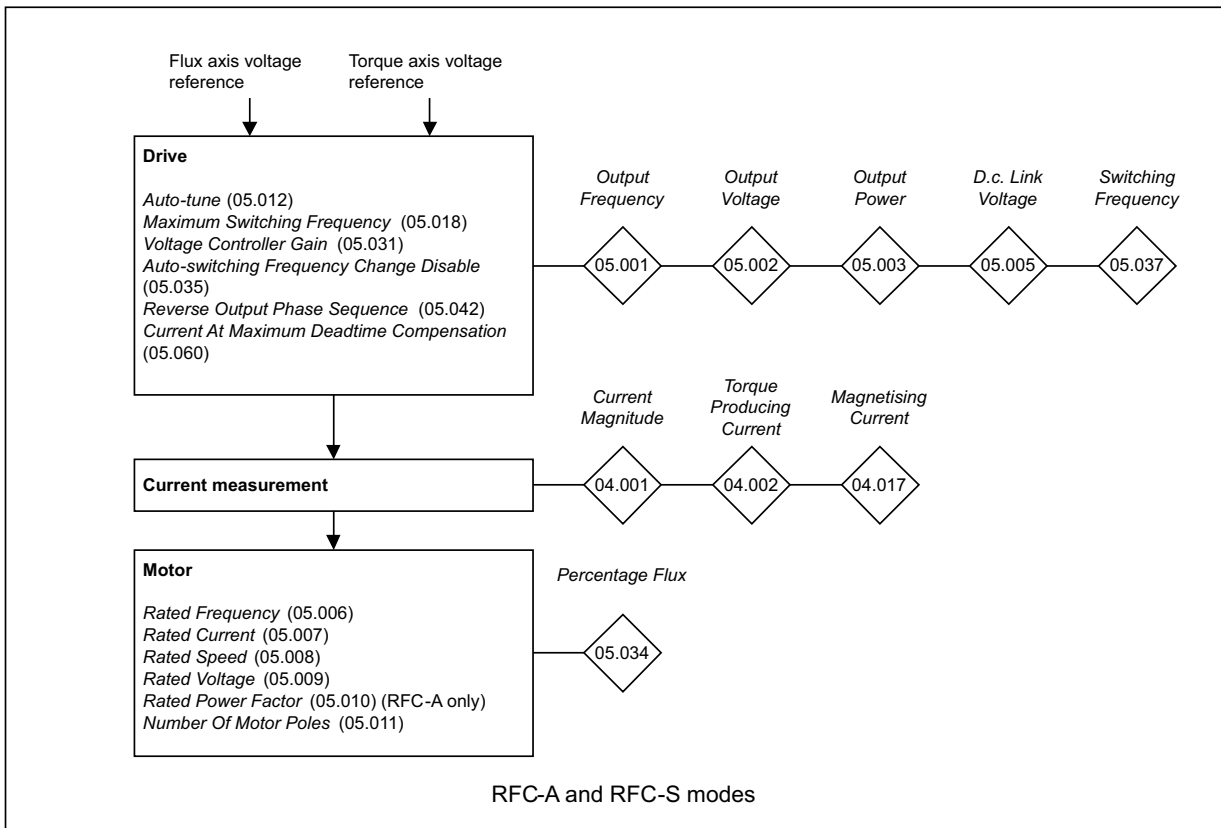 Flux axis voltage
reference
Torque axis voltage
reference
Drive
Auto-tune (05.012)
Maximum Switching Frequency (05.018)
Voltage Controller Gain (05.031)
Auto-switching Frequency Change Disable
(05.035)
Reverse Output Phase Sequence (05.042)
Current At Maximum Deadtime Compensation
(05.060)
Output
Frequency
Output
Voltage
Output
Power
D.c. Link
Voltage
Switching
Frequency
05.001
05.002
05.003
05.005
05.037
Current measurement
Current
Magnitude
Torque
Producing
Current
Magnetising
Current
04.001
04.002
04.017
Motor
Rated Frequency (05.006)
Rated Current (05.007)
Rated Speed (05.008)
Rated Voltage (05.009)
Rated Power Factor (05.010) (RFC-A only)
Number Of Motor Poles (05.011)
Percentage Flux
05.034
RFC-A and RFC-S modes